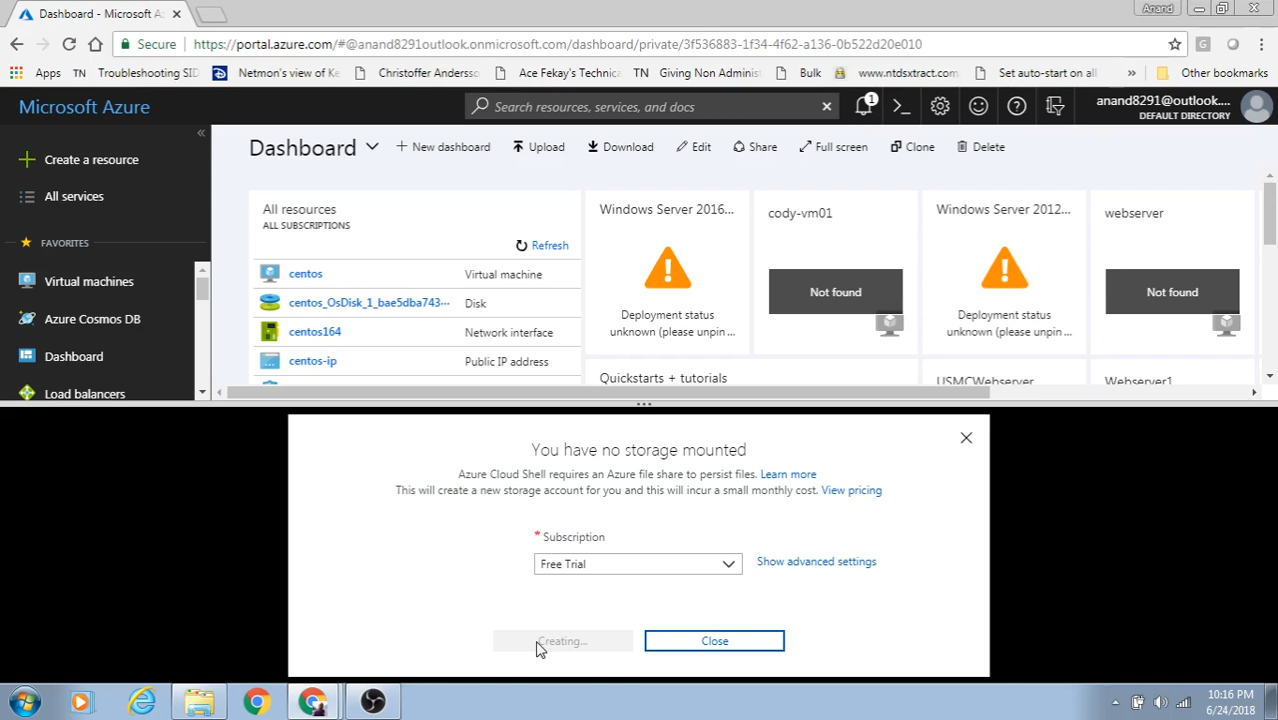 Dashboard - Microsoft Az
Anand
Secure
https://portal.azure.com/#@anand8291outlook.onmicrosoft.com/dashboard/private/3f536883-1f34-4f62-a136-0b522d20e010
Apps TN Troubleshooting SID Netmon's view of Ke Christoffer Anderssc Ace Fekay's Technica TN Giving Non Administ Bulk www.ntdsxtract.com Set auto-start on all » Other bookmarks
Microsoft Azure
Search resources, services, and docs
1
anand8291@outlook....
DEFAULT DIRECTORY
Create a resource
All services
FAVORITES
Virtual machines
Azure Cosmos DB
Dashboard
Load balancers
Dashboard
New dashboard Upload Download Edit Share Full screen Clone Delete
All resources
ALL SUBSCRIPTIONS
Refresh
centos Virtual machine
centos_OsDisk_1_bae5dba743··· Disk
centos164 Network interface
centos-ip Public IP address
Windows Server 2016...
Deployment status
unknown (please unpin ...
cody-vm01
Not found
Windows Server 2012...
Deployment status
unknown (please unpin ...
webserver
Not found
Quickstarts + tutorials
USMCWebserver
Webserver1
You have no storage mounted
Azure Cloud Shell requires an Azure file share to persist files. Learn more
This will create a new storage account for you and this will incur a small monthly cost. View pricing
* Subscription
Free Trial
Show advanced settings
Creating...
Close
10:16 PM
6/24/2018